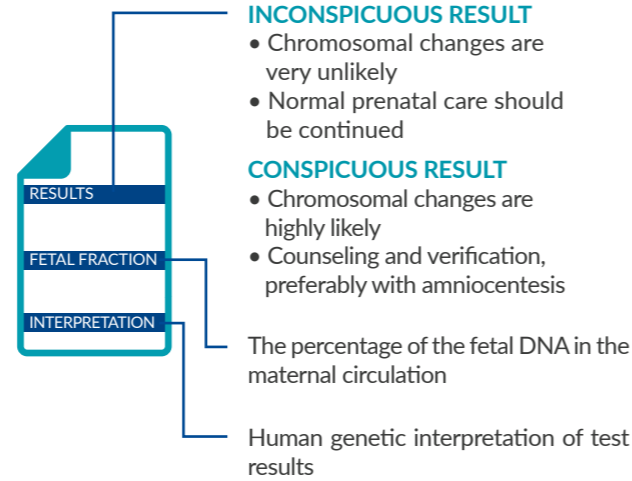 INCONSPICUOUS RESULT
• Chromosomal changes are
very unlikely
• Normal prenatal care should
be continued
CONSPICUOUS RESULT
• Chromosomal changes are
highly likely
• Counseling and verification,
preferably with amniocentesis
RESULTS
FETAL FRACTION
INTERPRETATION
The percentage of the fetal DNA in the
maternal circulation
Human genetic interpretation of test
results